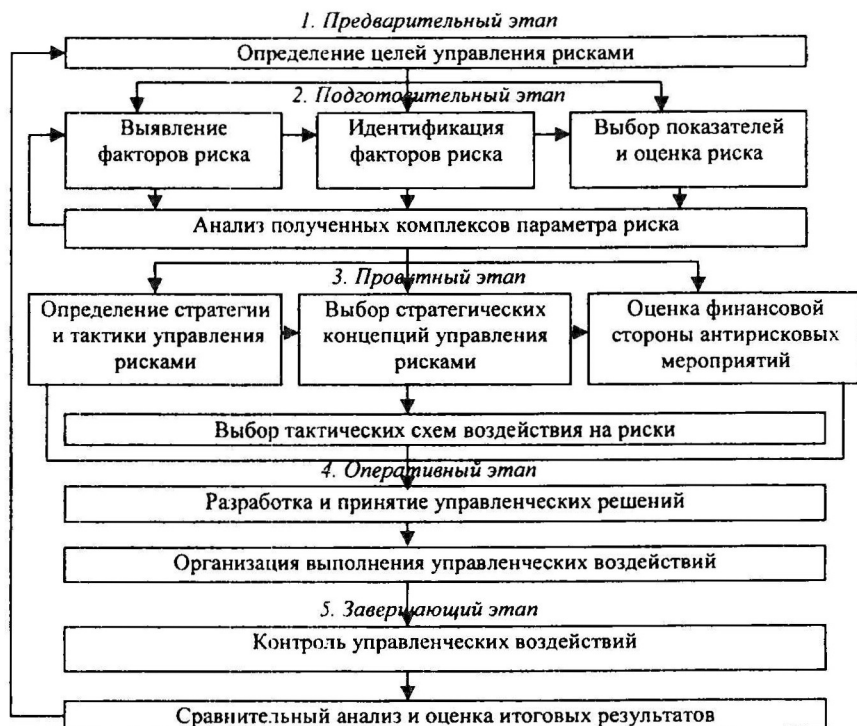 1. Предварительный этап
Определение целей управления рисками
2. Подготовительный этап
Выявление
факторов риска
Идентификация
факторов риска
Выбор показателей
и оценка риска
Анализ полученных комплексов параметра риска
3. этап
Определение стратегии
и тактики управления
рисками
Выбор стратегических
концепций управления
рисками
Оценка финансовой
стороны антирисковых
мероприятий
Выбор тактических схем воздействия на риски
4. Оперативный этап
Разработка и принятие управленческих решений
Организация выполнения управленческих воздействий
5. Завершающий этап
Контроль управленческих воздействий
Сравнительный анализ и оценка итоговых результатов